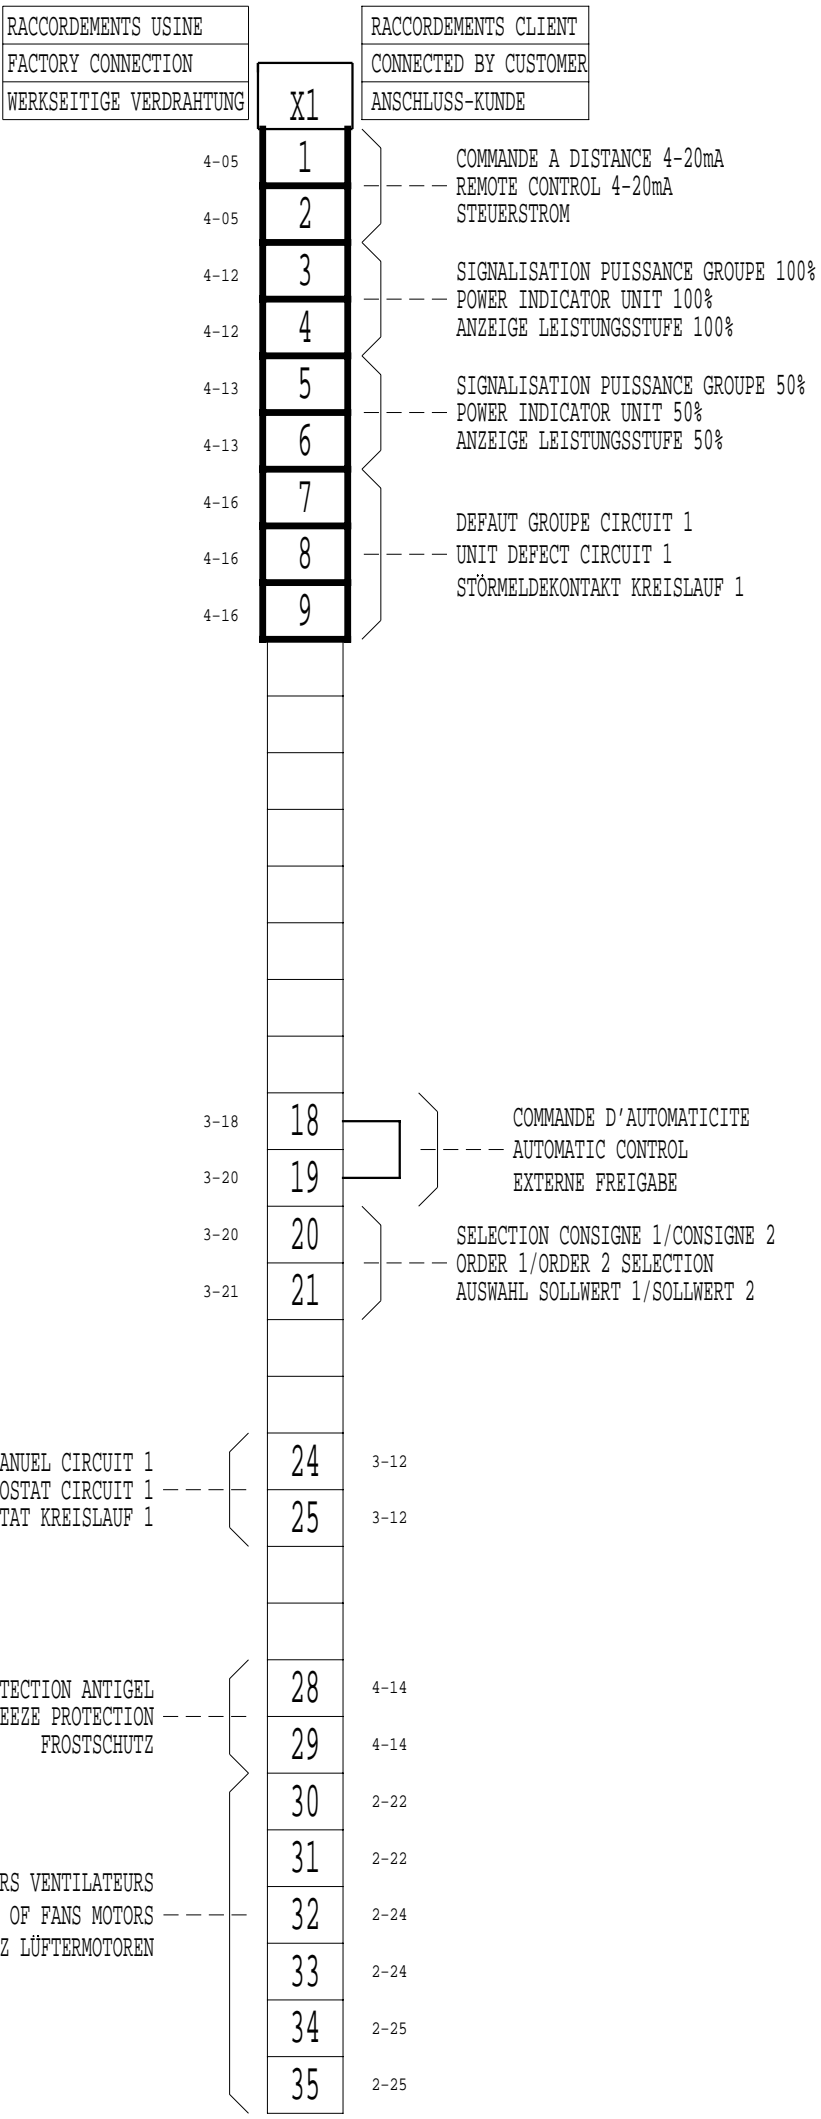 RACCORDEMENTS USINE
FACTORY CONNECTION
WERKSEITIGE VERDRAHTUNG
RACCORDEMENTS CLIENT
CONNECTED BY CUSTOMER
ANSCHLUSS-KUNDE
X1
4-05 1
COMMANDE A DISTANCE 4-20mA
REMOTE CONTROL 4-20mA
STEUERSTROM
4-05 2
4-12 3
SIGNALISATION PUISSANCE GROUPE 100%
POWER INDICATOR UNIT 100%
ANZEIGE LEISTUNGSSTUFE 100%
4-12 4
4-13 5
SIGNALISATION PUISSANCE GROUPE 50%
POWER INDICATOR UNIT 50%
ANZEIGE LEISTUNGSSTUFE 50%
4-13 6
4-16 7
DEFAUT GROUPE CIRCUIT 1
UNIT DEFECT CIRCUIT 1
STÖRMELDEKONTAKT KREISLAUF 1
4-16 8
4-16 9
3-18 18
COMMANDE D'AUTOMATICITE
AUTOMATIC CONTROL
EXTERNE FREIGABE
3-20 19
3-20 20
SELECTION CONSIGNE 1/CONSIGNE 2
ORDER 1/ORDER 2 SELECTION
AUSWAHL SOLLWERT 1/SOLLWERT 2
3-21 21
ANUEL CIRCUIT 1
OSTAT CIRCUIT 1
TAT KREISLAUF 1
24 3-12
25 3-12
TECTION ANTIGEL
EEZE PROTECTION
FROSTSCHUTZ
28 4-14
29 4-14
30 2-22
31 2-22
RS VENTILATEURS
OF FANS MOTORS
Z LÜFTERMOTOREN
32 2-24
33 2-24
34 2-25
35 2-25